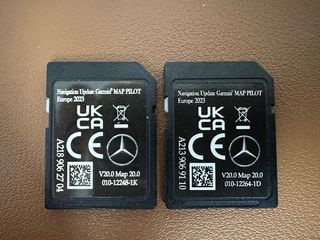 Navigation Update Garmin® MAP PILOT
Europe 2023
UK
CA
CE
A218 906 27 04
V20.0 Map 20.0
010-12248-1K
Navigation Update Garmin® MAP PILOT
Europe 2023
UK
CA
CE
A213 906 91 10
V20.0 Map 20.0
010-12264-1D